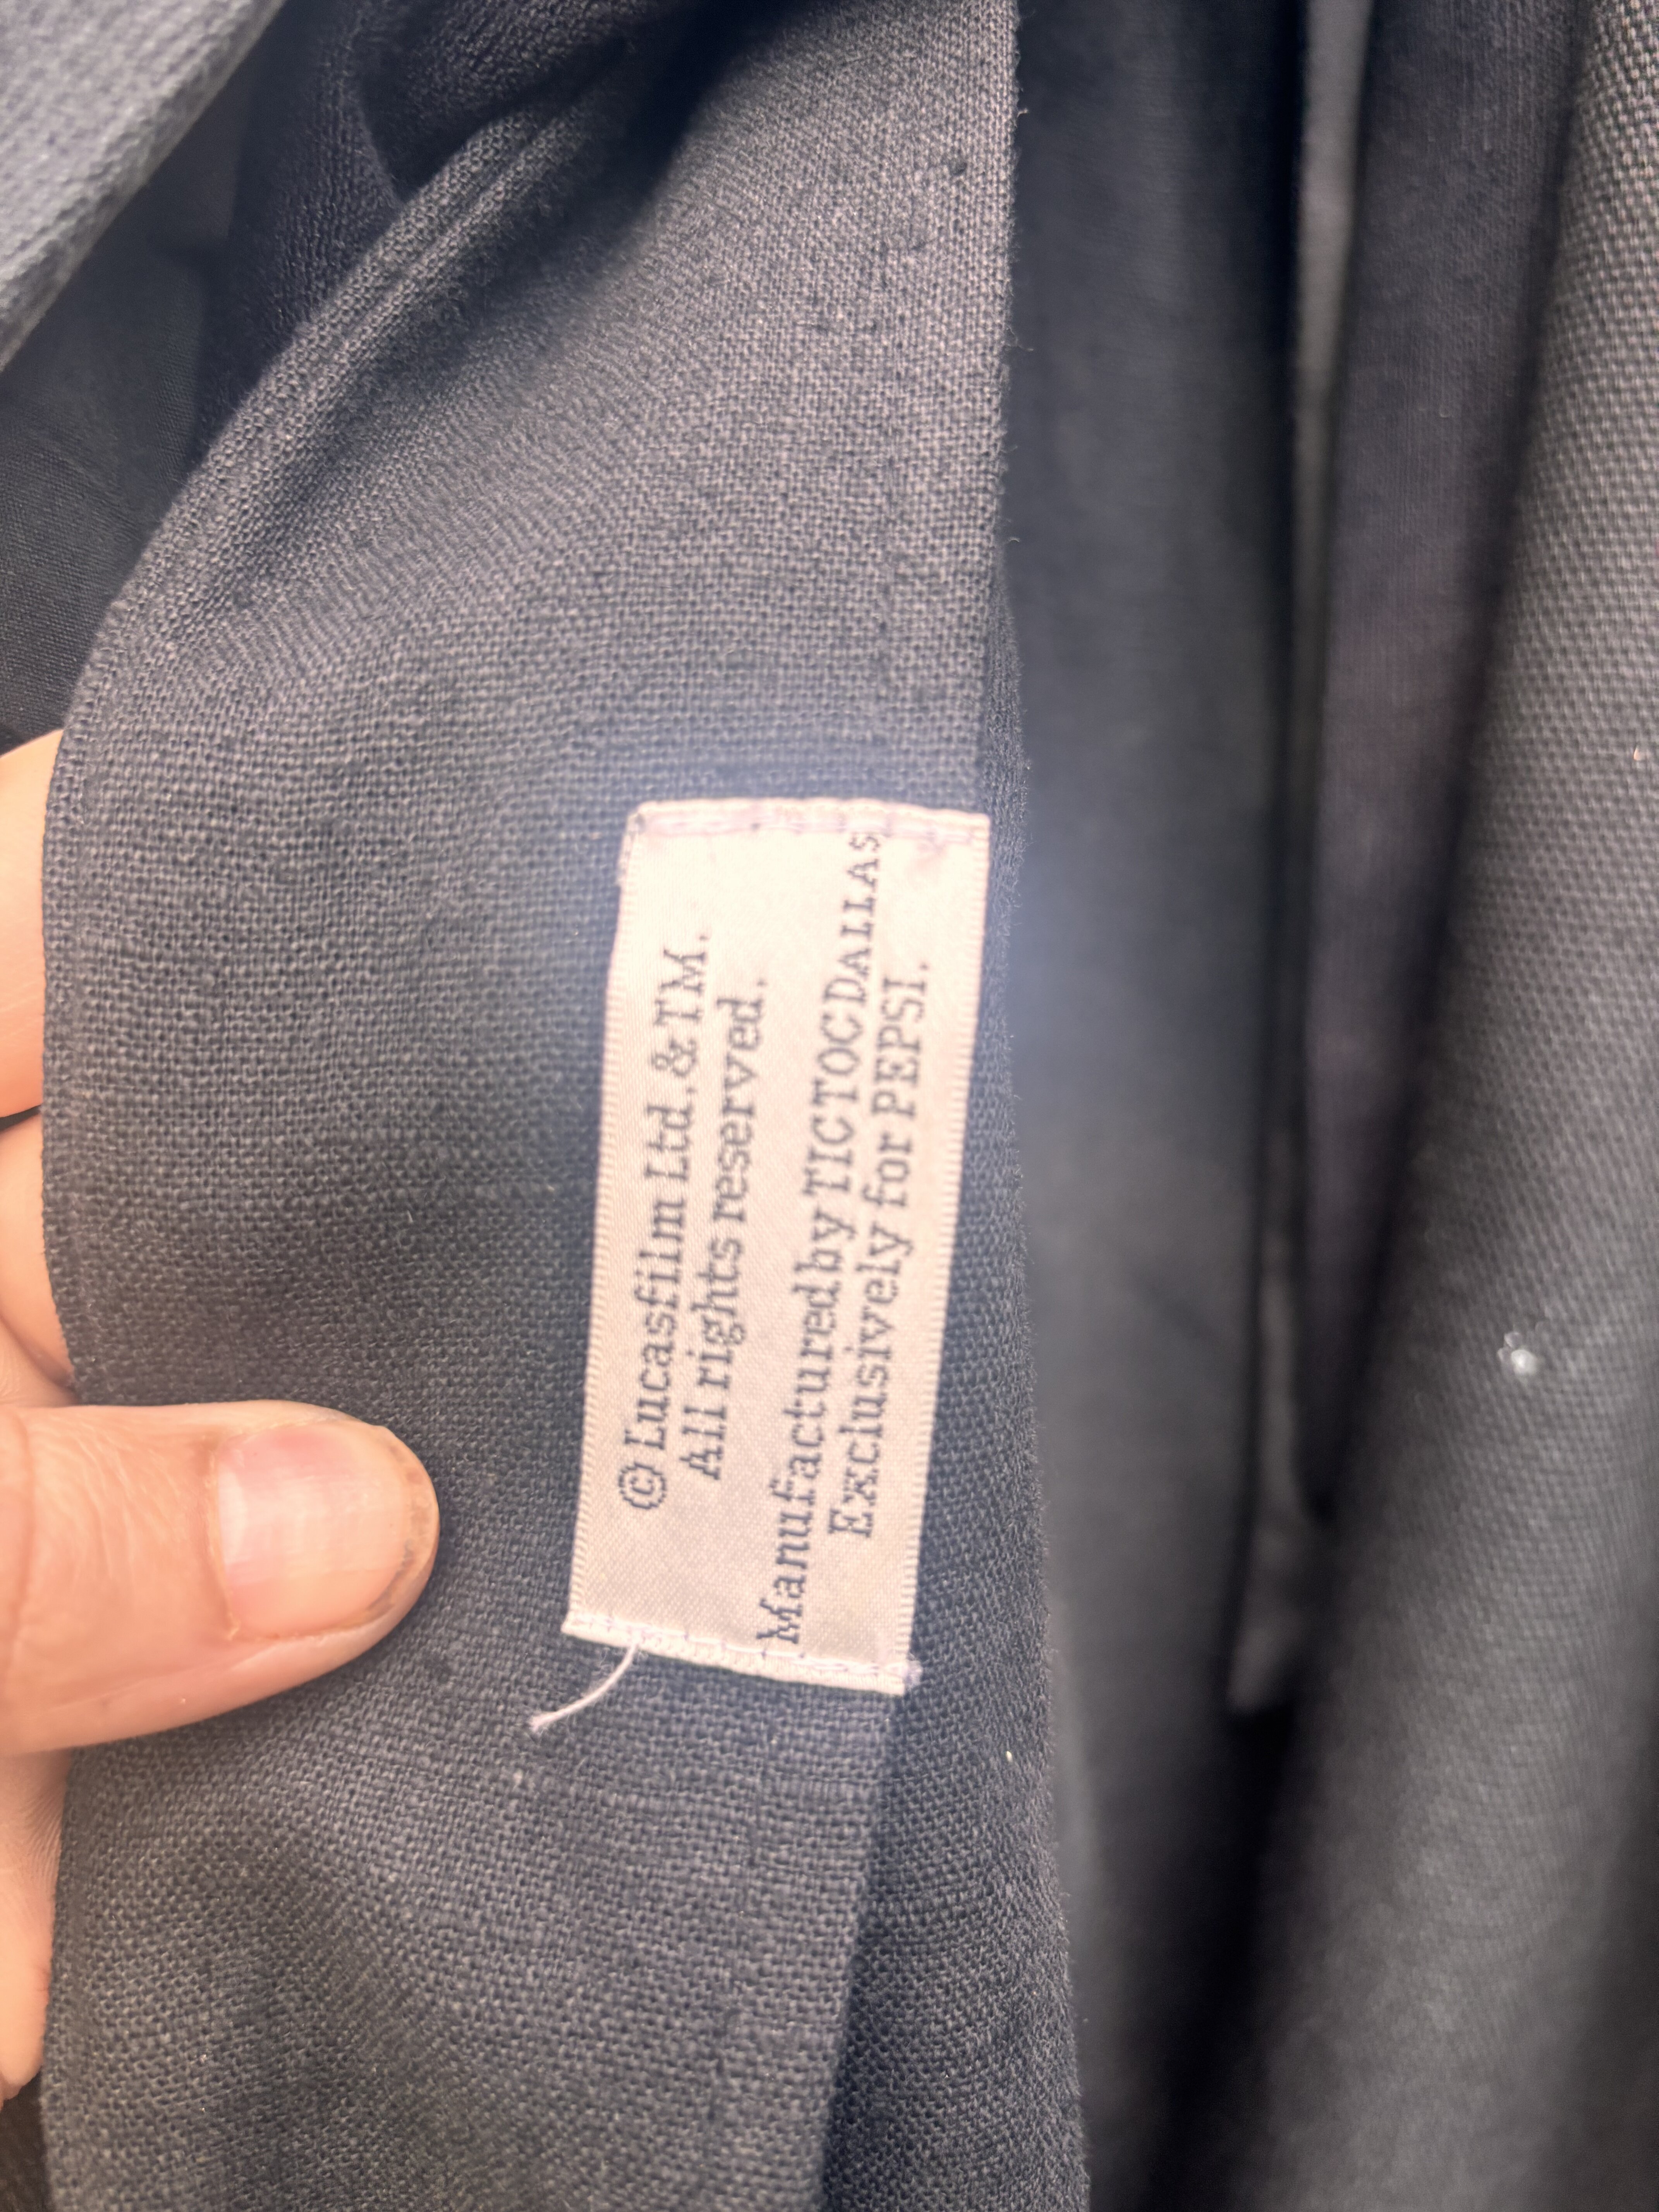 © Lucasfilm Ltd.&TM.
All rights reserved.
Manufactured by TICTOCDALLAS
Exclusively for PEPSI.